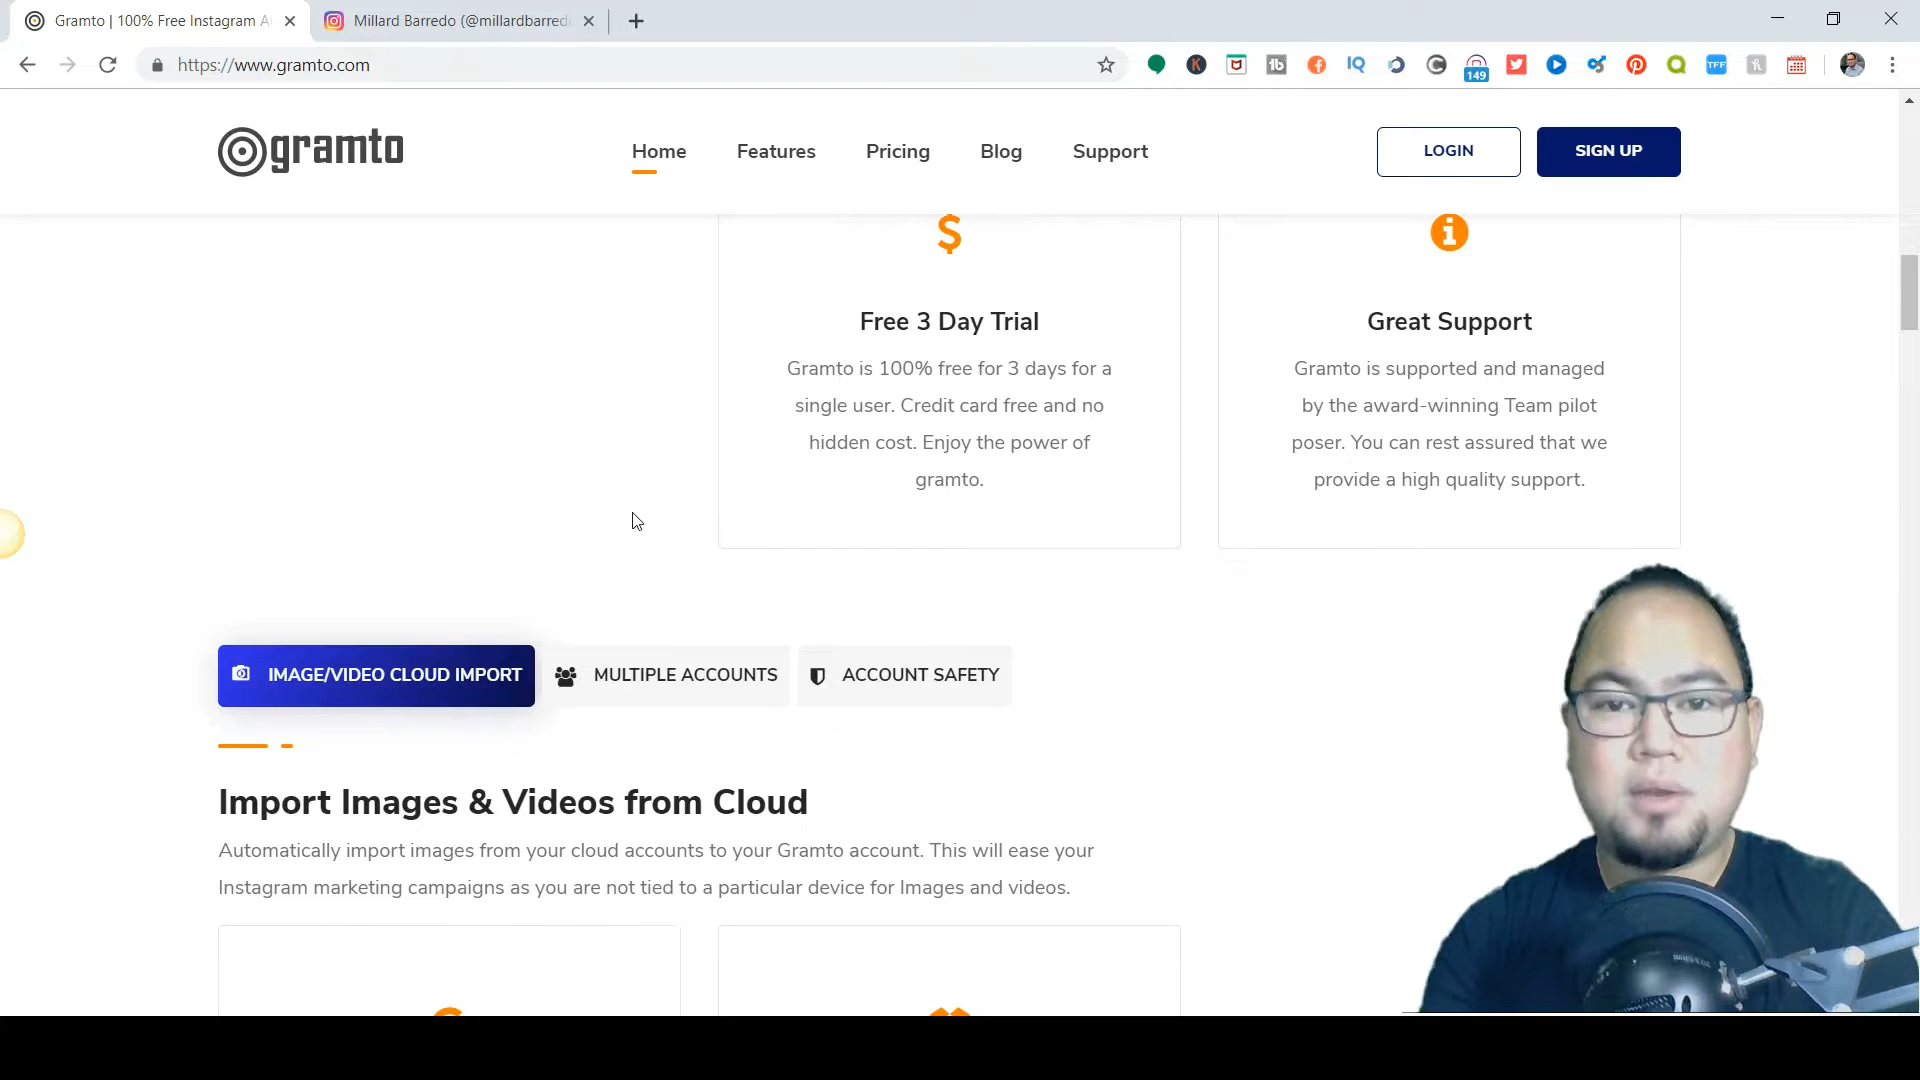 Gramto | 100% Free Instagram A
Millard Barredo (@millardbarred
https://www.gramto.com
149
TFF
gramto
Home
Features
Pricing
Blog
Support
LOGIN
SIGN UP
Free 3 Day Trial
Gramto is 100% free for 3 days for a
single user. Credit card free and no
hidden cost. Enjoy the power of
gramto.
Great Support
Gramto is supported and managed
by the award-winning Team pilot
poser. You can rest assured that we
provide a high quality support.
IMAGE/VIDEO CLOUD IMPORT
MULTIPLE ACCOUNTS
ACCOUNT SAFETY
Import Images & Videos from Cloud
Automatically import images from your cloud accounts to your Gramto account. This will ease your
Instagram marketing campaigns as you are not tied to a particular device for Images and videos.